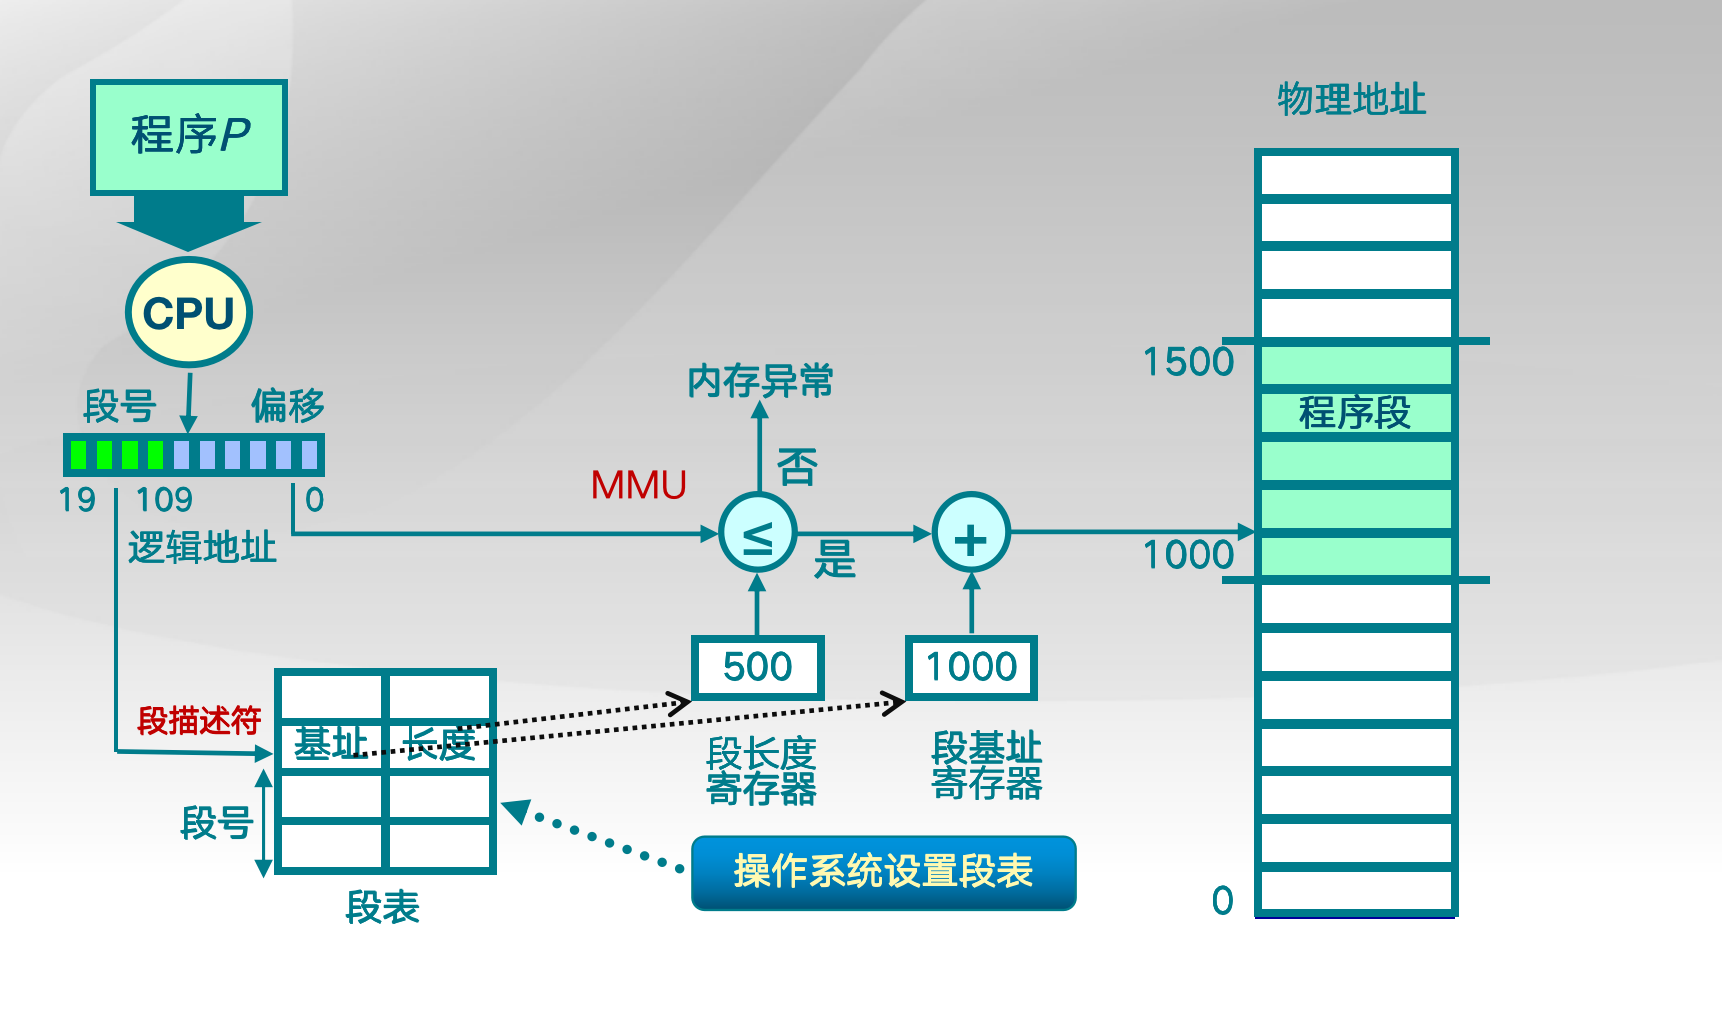 物理地址
程序P
CPU
1500
内存异常
段号
偏移
程序段
否
MMU
19
109
0
≤
+
是
1000
逻辑地址
500
1000
段描述符
基址
长度
段长度
寄存器
段基址
寄存器
段号
操作系统设置段表
段表
0